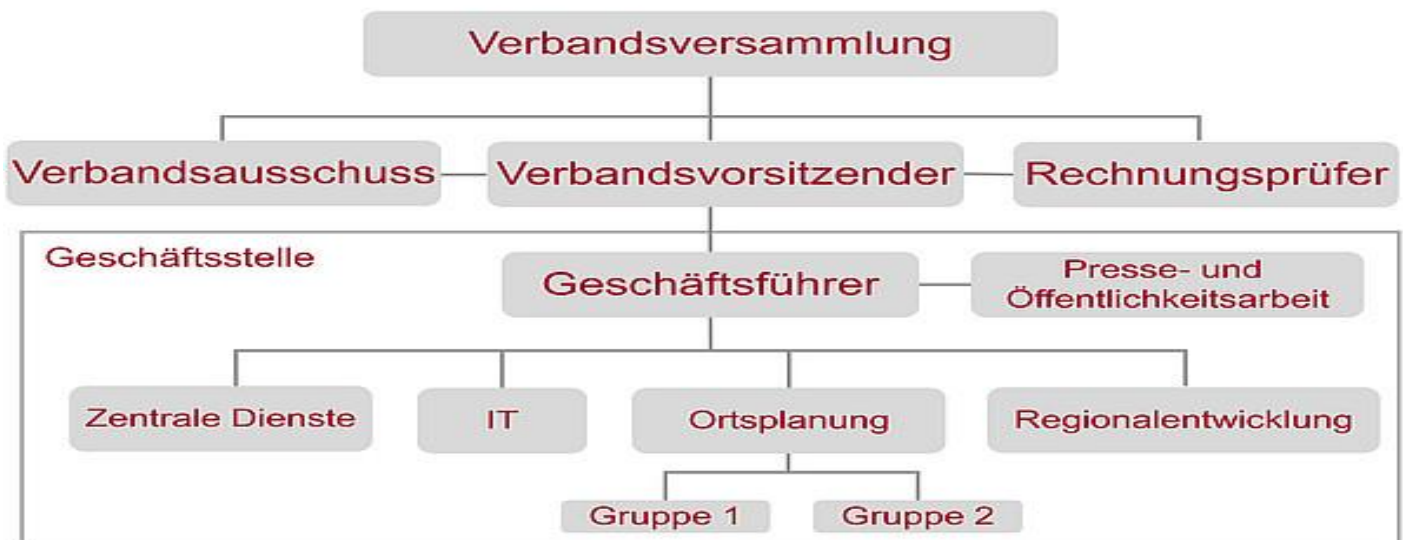 Verbandsversammlung
Verbandsausschuss
Verbandsvorsitzender
Rechnungsprüfer
Geschäftsstelle
Geschäftsführer
Presse- und
Öffentlichkeitsarbeit
Zentrale Dienste
IT
Ortsplanung
Regionalentwicklung
Gruppe 1
Gruppe 2